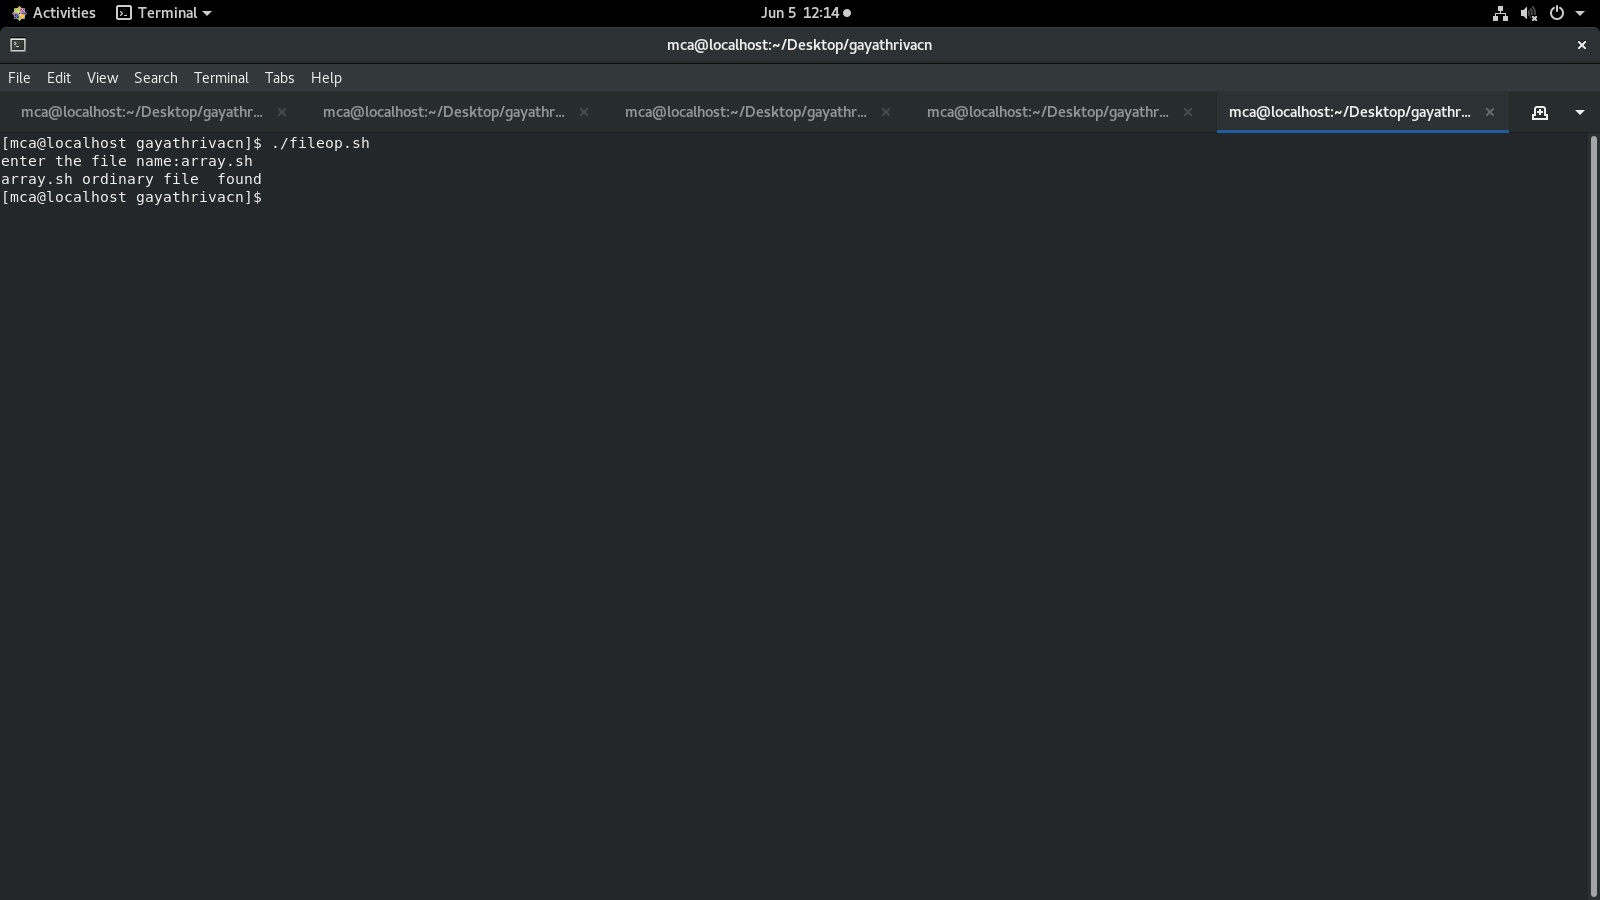 Activities Terminal Jun 5 12:14
mca@localhost:~/Desktop/gayathrivacn
File Edit View Search Terminal Tabs Help
mca@localhost:~/Desktop/gayathr... mca@localhost:~/Desktop/gayathr... mca@localhost:~/Desktop/gayathr... mca@localhost:~/Desktop/gayathr... mca@localhost:~/Desktop/gayathr...
[mca@localhost gayathrivacn]$ ./fileop.sh
enter the file name:array.sh
array.sh ordinary file  found
[mca@localhost gayathrivacn]$